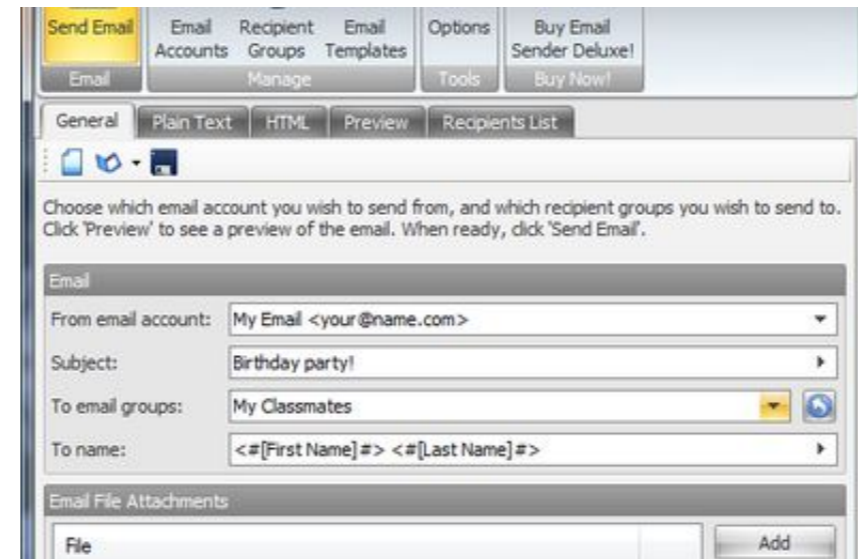 Send Email Email Recipient Email Options Buy Email
Accounts Groups Templates Sender Deluxe!
Email Manage Tools Buy Now!
General Plain Text HTML Preview Recipients List
Choose which email account you wish to send from, and which recipient groups you wish to send to.
Click 'Preview' to see a preview of the email. When ready, click 'Send Email'.
Email
From email account: My Email <your@name.com>
Subject: Birthday party!
To email groups: My Classmates
To name: <#[First Name]#> <#[Last Name]#>
Email File Attachments
File Add